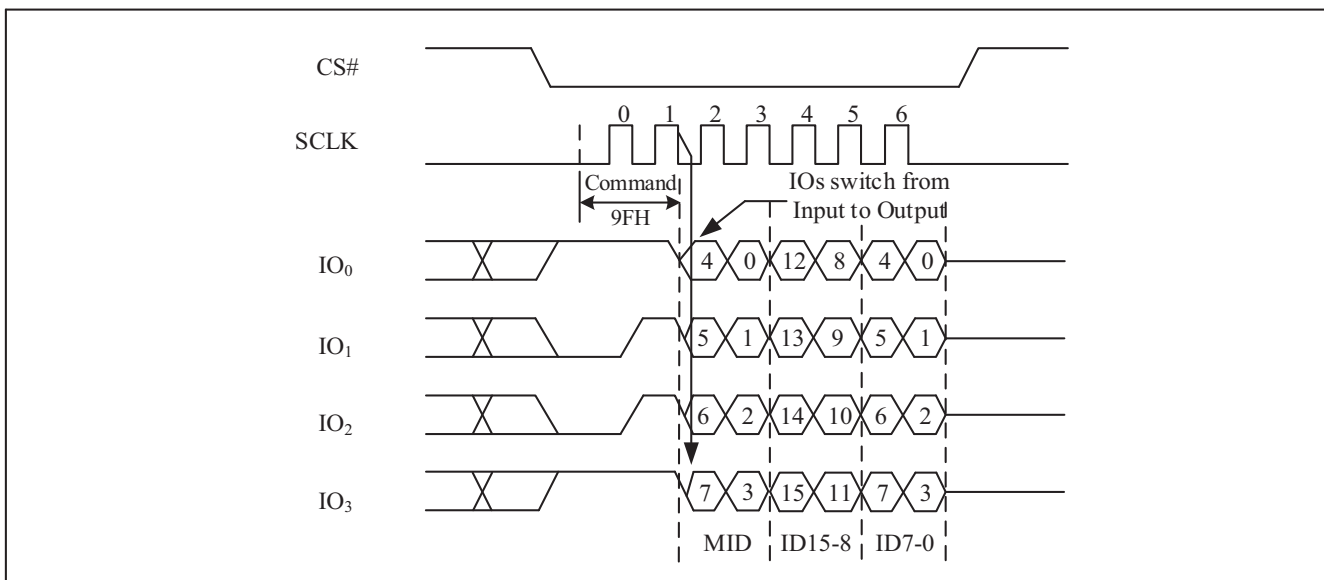 CS#
0 1 2 3 4 5 6
SCLK
Command
9FH
IOs switch from
Input to Output
IO0 4 0 12 8 4 0
IO1 5 1 13 9 5 1
IO2 6 2 14 10 6 2
IO3 7 3 15 11 7 3
MID ID15-8 ID7-0